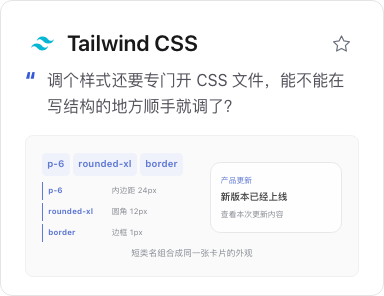 Tailwind CSS
“
调个样式还要专门开 CSS 文件，能不能在
写结构的地方顺手就调了？
p-6 rounded-xl border
p-6 内边距 24px
rounded-xl 圆角 12px
border 边框 1px
产品更新
新版本已经上线
查看本次更新内容
短类名组合成同一张卡片的外观